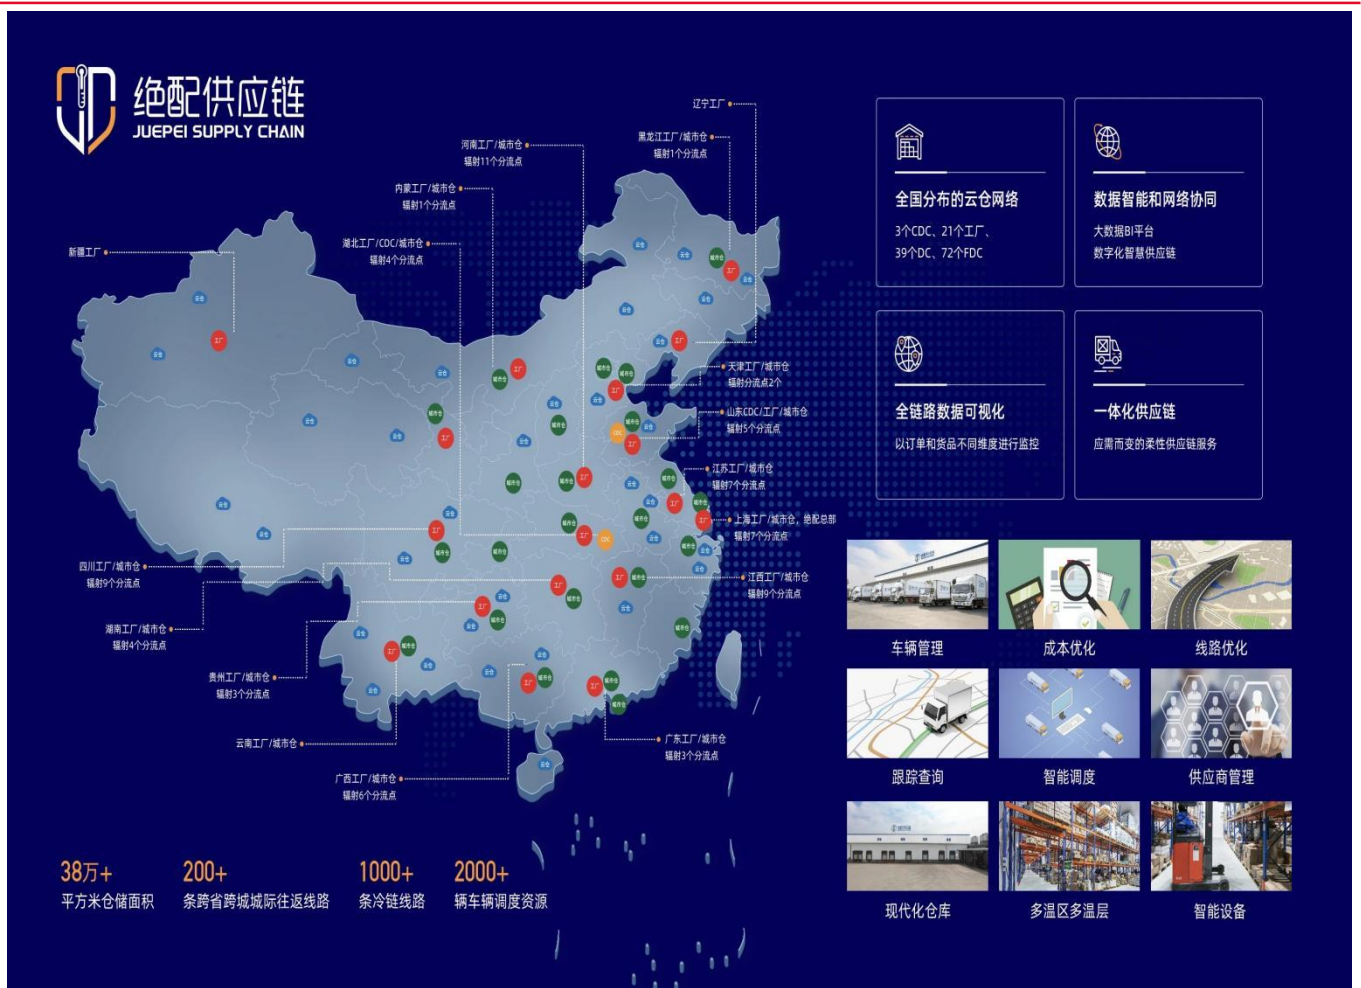 绝配供应链
JUEPEI SUPPLY CHAIN
辽宁工厂
黑龙江工厂/城市仓
辐射1个分流点
河南工厂/城市仓
辐射11个分流点
内蒙工厂/城市仓
辐射1个分流点
湖北工厂/CDC/城市仓
辐射4个分流点
新疆工厂
天津工厂/城市仓
辐射分流点2个
山东CDC/工厂/城市仓
辐射5个分流点
江苏工厂/城市仓
辐射7个分流点
上海工厂/城市仓，绝配总部
辐射7个分流点
江西工厂/城市仓
辐射9个分流点
四川工厂/城市仓
辐射9个分流点
湖南工厂/城市仓
辐射4个分流点
贵州工厂/城市仓
辐射3个分流点
云南工厂/城市仓
广西工厂/城市仓
辐射6个分流点
广东工厂/城市仓
辐射3个分流点
38万+
平方米仓储面积
200+
条跨省跨城城际往返线路
1000+
条冷链线路
2000+
辆车辆调度资源
全国分布的云仓网络
3个CDC、21个工厂、
39个DC、72个FDC
数据智能和网络协同
大数据BI平台
数字化智慧供应链
全链路数据可视化
以订单和货品不同维度进行监控
一体化供应链
应需而变的柔性供应链服务
车辆管理
成本优化
线路优化
跟踪查询
智能调度
供应商管理
现代化仓库
多温区多温层
智能设备